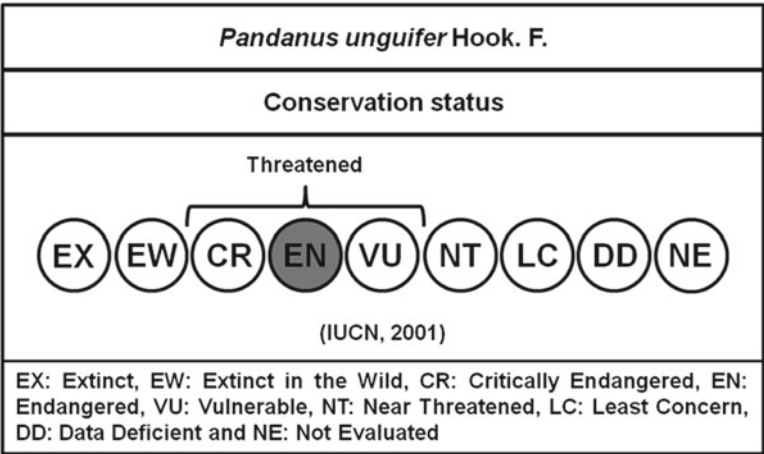 Pandanus unguifer Hook. F.
Conservation status
Threatened
EX EW CR EN VU NT LC DD NE
(IUCN, 2001)
EX: Extinct, EW: Extinct in the Wild, CR: Critically Endangered, EN:
Endangered, VU: Vulnerable, NT: Near Threatened, LC: Least Concern,
DD: Data Deficient and NE: Not Evaluated